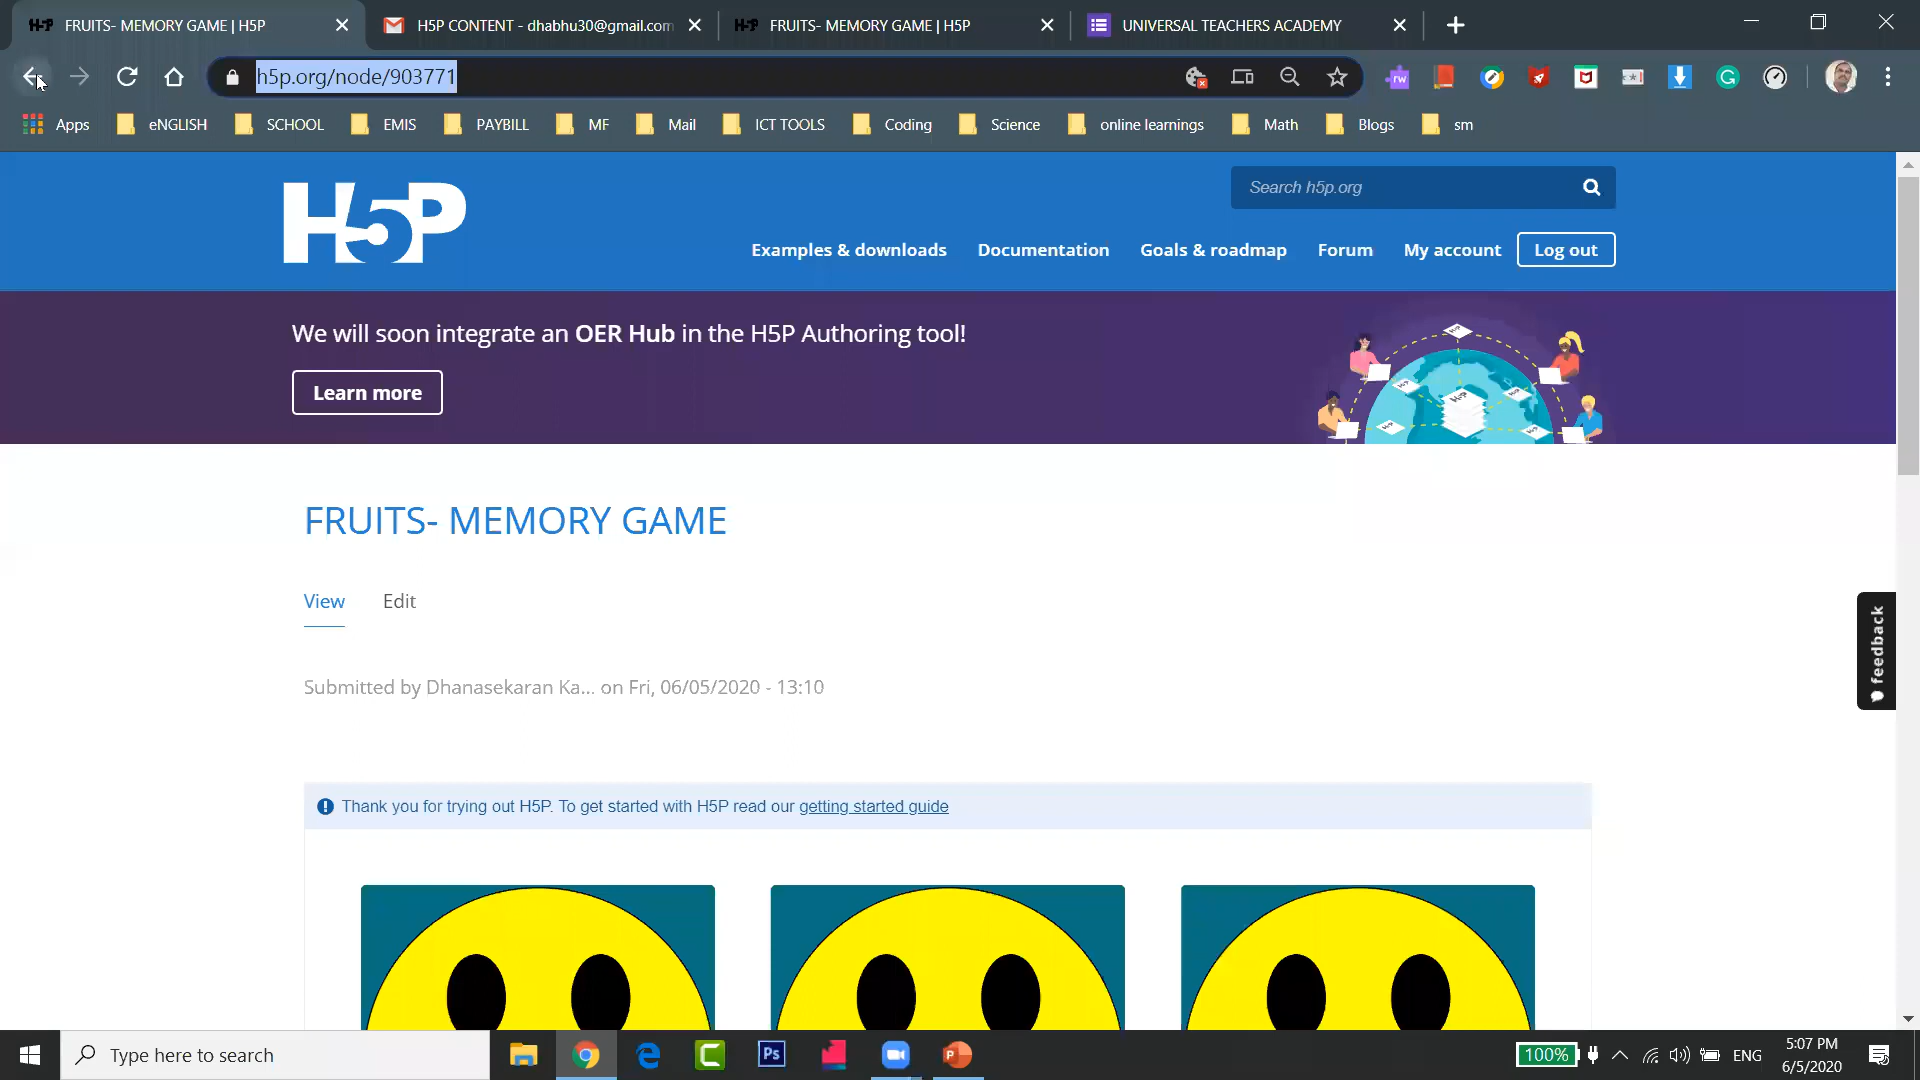 FRUITS- MEMORY GAME | H5P
H5P CONTENT - dhabhu30@gmail.com
FRUITS- MEMORY GAME | H5P
UNIVERSAL TEACHERS ACADEMY
h5p.org/node/903771
Apps
eNGLISH
SCHOOL
EMIS
PAYBILL
MF
Mail
ICT TOOLS
Coding
Science
online learnings
Math
Blogs
sm
H5P
Search h5p.org
Examples & downloads
Documentation
Goals & roadmap
Forum
My account
Log out
We will soon integrate an OER Hub in the H5P Authoring tool!
Learn more
FRUITS- MEMORY GAME
View
Edit
feedback
Submitted by Dhanasekaran Ka... on Fri, 06/05/2020 - 13:10
Thank you for trying out H5P. To get started with H5P read our getting started guide
Type here to search
100%
ENG
5:07 PM
6/5/2020